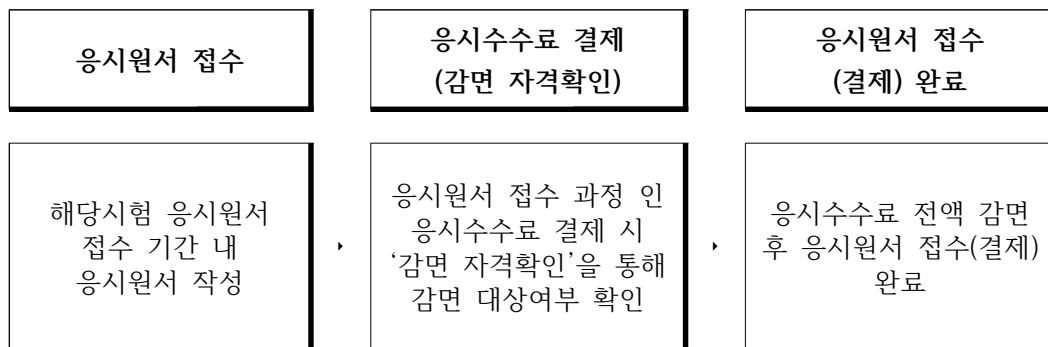 응시원서 접수
응시수수료 결제
(감면 자격확인)
응시원서 접수
(결제) 완료
해당시험 응시원서
접수 기간 내
응시원서 작성
응시원서 접수 과정 인
응시수수료 결제 시
‘감면 자격확인’을 통해
감면 대상여부 확인
응시수수료 전액 감면
후 응시원서 접수(결제)
완료